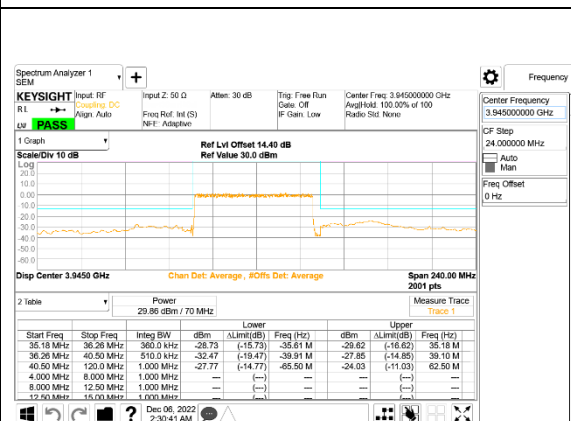 Spectrum Analyzer 1
SEM
Frequency
KEYSIGHT Input: RF Input Z: 50 Ω Atten: 30 dB Trig: Free Run Center Freq: 3.945000000 GHz
RL Coupling: DC Gate: Off Avg|Hold: 100.00% of 100
Align: Auto Freq Ref: Int (S) IF Gain: Low Radio Std: None
PASS NFE: Adaptive
Center Frequency
3.945000000 GHz
CF Step
24.000000 MHz
Auto
Man
Freq Offset
0 Hz
1 Graph
Ref Lvl Offset 14.40 dB
Scale/Div 10 dB Ref Value 30.0 dBm
Log
20.0
10.0
0.00
-10.0
-20.0
-30.0
-40.0
-50.0
-60.0
Disp Center 3.9450 GHz Chan Det: Average , #Offs Det: Average Span 240.00 MHz
2001 pts
2 Table Power Measure Trace
29.86 dBm / 70 MHz Trace 1
Lower Upper
Start Freq Stop Freq Integ BW dBm ΔLimit(dB) Freq (Hz) dBm ΔLimit(dB) Freq (Hz)
35.18 MHz 36.26 MHz 360.0 kHz -28.73 (-15.73) -35.61 M -29.62 (-16.62) 35.18 M
36.26 MHz 40.50 MHz 510.0 kHz -32.47 (-19.47) -39.91 M -27.85 (-14.85) 39.10 M
40.50 MHz 120.0 MHz 1.000 MHz -27.77 (-14.77) -65.50 M -24.03 (-11.03) 62.50 M
4.000 MHz 8.000 MHz 1.000 MHz --- (---) --- --- (---) ---
8.000 MHz 12.50 MHz 1.000 MHz --- (---) --- --- (---) ---
12.50 MHz 15.00 MHz 1.000 MHz --- (---) --- --- (---) ---
Dec 06, 2022
2:30:41 AM